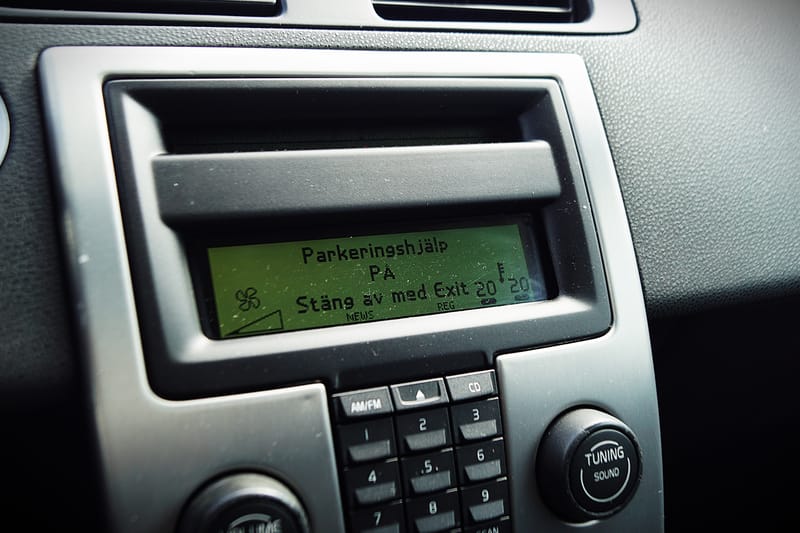 Parkeringshjälp
PÅ
Stäng av med Exit 20 20
NEWS REG
AM/FM CD
1 2 3
4 .5. 6
7 8 9
TUNING
SOUND